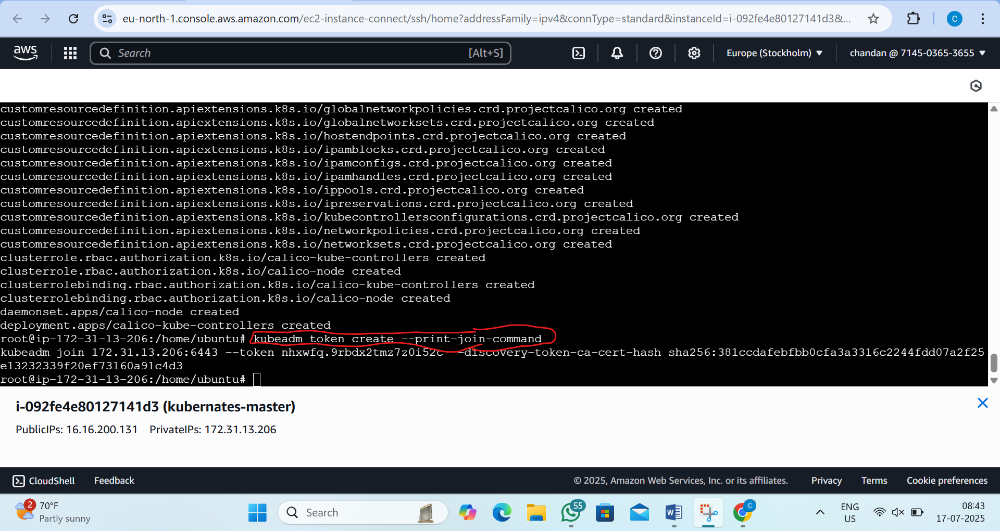 eu-north-1.console.aws.amazon.com/ec2-instance-connect/ssh/home?addressFamily=ipv4&connType=standard&instanceId=i-092fe4e80127141d3&...
C
aws
Search
[Alt+S]
Europe (Stockholm)
chandan @ 7145-0365-3655
customresourcedefinition.apiextensions.k8s.io/globalnetworkpolicies.crd.projectcalico.org created
customresourcedefinition.apiextensions.k8s.io/globalnetworksets.crd.projectcalico.org created
customresourcedefinition.apiextensions.k8s.io/hostendpoints.crd.projectcalico.org created
customresourcedefinition.apiextensions.k8s.io/ipamblocks.crd.projectcalico.org created
customresourcedefinition.apiextensions.k8s.io/ipamconfigs.crd.projectcalico.org created
customresourcedefinition.apiextensions.k8s.io/ipamhandles.crd.projectcalico.org created
customresourcedefinition.apiextensions.k8s.io/ippools.crd.projectcalico.org created
customresourcedefinition.apiextensions.k8s.io/ipreservations.crd.projectcalico.org created
customresourcedefinition.apiextensions.k8s.io/kubecontrollersconfigurations.crd.projectcalico.org created
customresourcedefinition.apiextensions.k8s.io/networkpolicies.crd.projectcalico.org created
customresourcedefinition.apiextensions.k8s.io/networksets.crd.projectcalico.org created
clusterrole.rbac.authorization.k8s.io/calico-kube-controllers created
clusterrole.rbac.authorization.k8s.io/calico-node created
clusterrolebinding.rbac.authorization.k8s.io/calico-kube-controllers created
clusterrolebinding.rbac.authorization.k8s.io/calico-node created
daemonset.apps/calico-node created
deployment.apps/calico-kube-controllers created
root@ip-172-31-13-206:/home/ubuntu# kubeadm token create --print-join-command
kubeadm join 172.31.13.206:6443 --token nhxwfq.9rbdx2tmz7z0i52c --discovery-token-ca-cert-hash sha256:381ccdafebfbb0cfa3a3316c2244fdd07a2f25
e13232339f20ef73160a91c4d3
root@ip-172-31-13-206:/home/ubuntu#
i-092fe4e80127141d3 (kubernates-master)
PublicIPs: 16.16.200.131 PrivateIPs: 172.31.13.206
CloudShell
Feedback
© 2025, Amazon Web Services, Inc. or its affiliates.
Privacy
Terms
Cookie preferences
2
70°F
Partly sunny
Search
55
W
C
ENG
US
08:43
17-07-2025